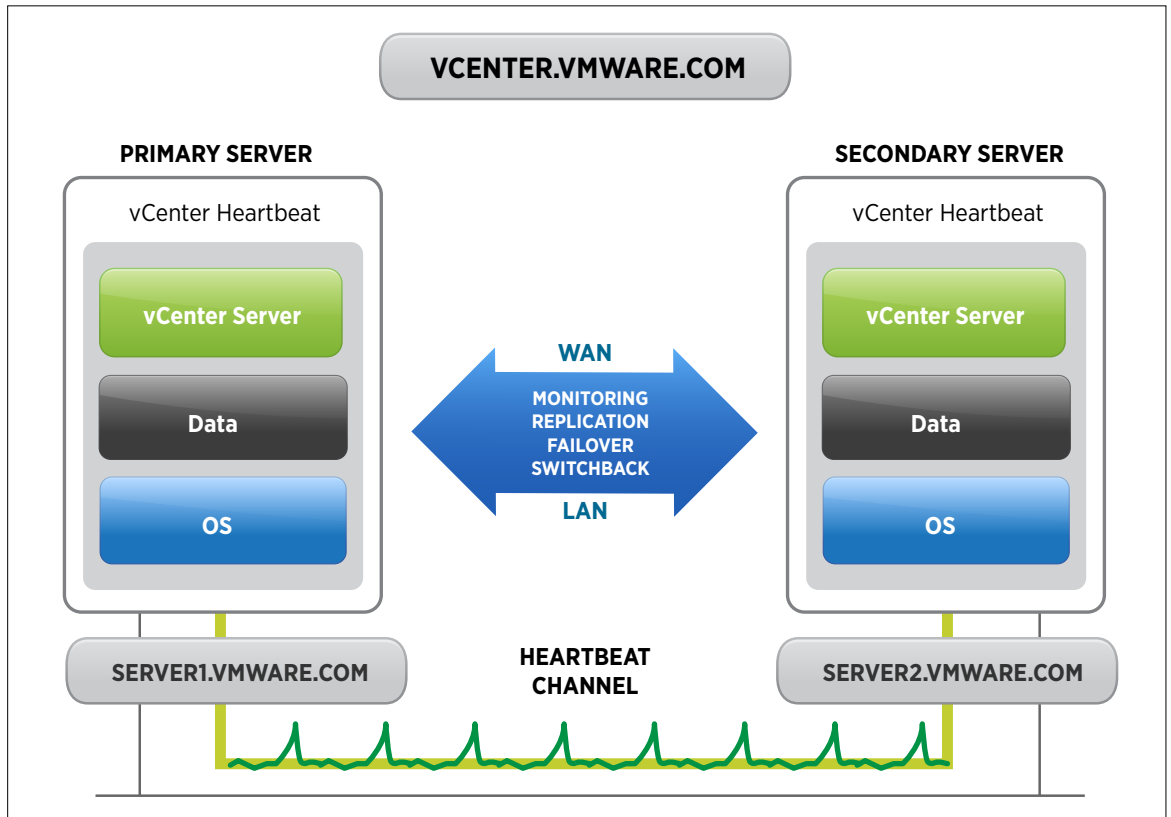 VCENTER.VMWARE.COM
PRIMARY SERVER
vCenter Heartbeat
vCenter Server
Data
OS
SERVER1.VMWARE.COM
WAN
MONITORING
REPLICATION
FAILOVER
SWITCHBACK
LAN
HEARTBEAT
CHANNEL
SECONDARY SERVER
vCenter Heartbeat
vCenter Server
Data
OS
SERVER2.VMWARE.COM